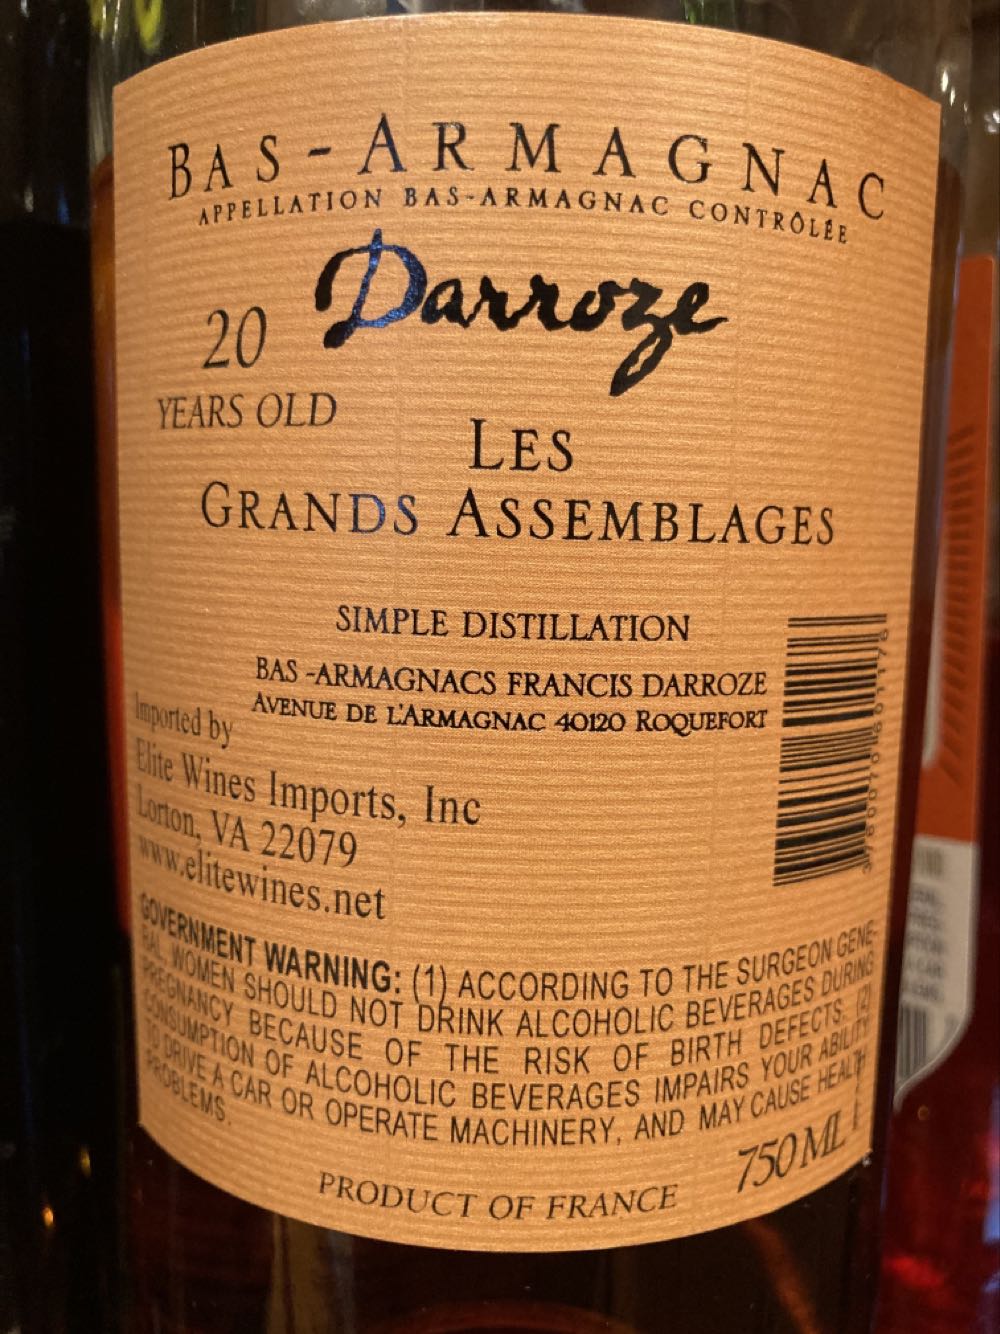 BAS-ARMAGNAC
APPELLATION BAS-ARMAGNAC CONTRÔLÉE
Darroze
20
YEARS OLD
LES
GRANDS ASSEMBLAGES
SIMPLE DISTILLATION
BAS -ARMAGNACS FRANCIS DARROZE
AVENUE DE L'ARMAGNAC 40120 ROQUEFORT
Imported by
Elite Wines Imports, Inc
Lorton, VA 22079
www.elitewines.net
GOVERNMENT WARNING: (1) ACCORDING TO THE SURGEON GENE-
RAL WOMEN SHOULD NOT DRINK ALCOHOLIC BEVERAGES DURING
PREGNANCY BECAUSE OF THE RISK OF BIRTH DEFECTS. (2)
CONSUMPTION OF ALCOHOLIC BEVERAGES IMPAIRS YOUR ABILITY
TO DRIVE A CAR OR OPERATE MACHINERY, AND MAY CAUSE HEALTH
PROBLEMS.
750 ML
PRODUCT OF FRANCE